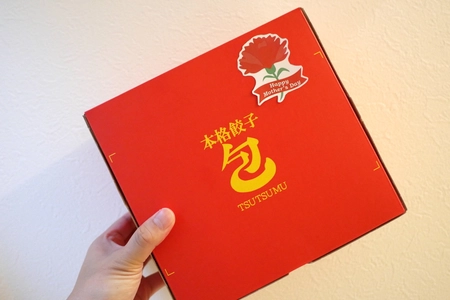 Happy
Mother's Day
本格餃子
包
TSUTSUMU